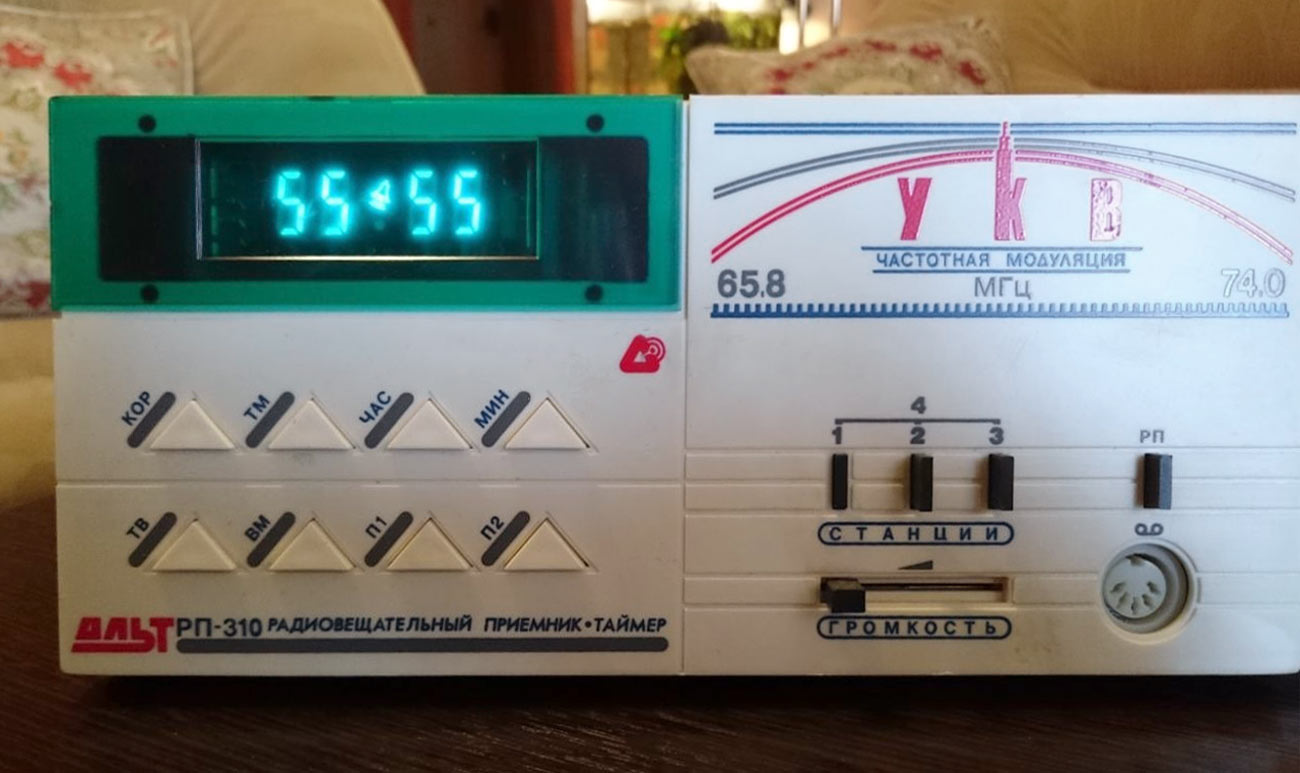 55 55
У К В
ЧАСТОТНАЯ МОДУЛЯЦИЯ
65.8 МГц 74.0
КОР ТМ ЧАС МИН
4
1 2 3 РП
ТВ ВМ П1 П2
СТАНЦИИ
ГРОМКОСТЬ
АЛЬТ РП-310 РАДИОВЕЩАТЕЛЬНЫЙ ПРИЕМНИК•ТАЙМЕР